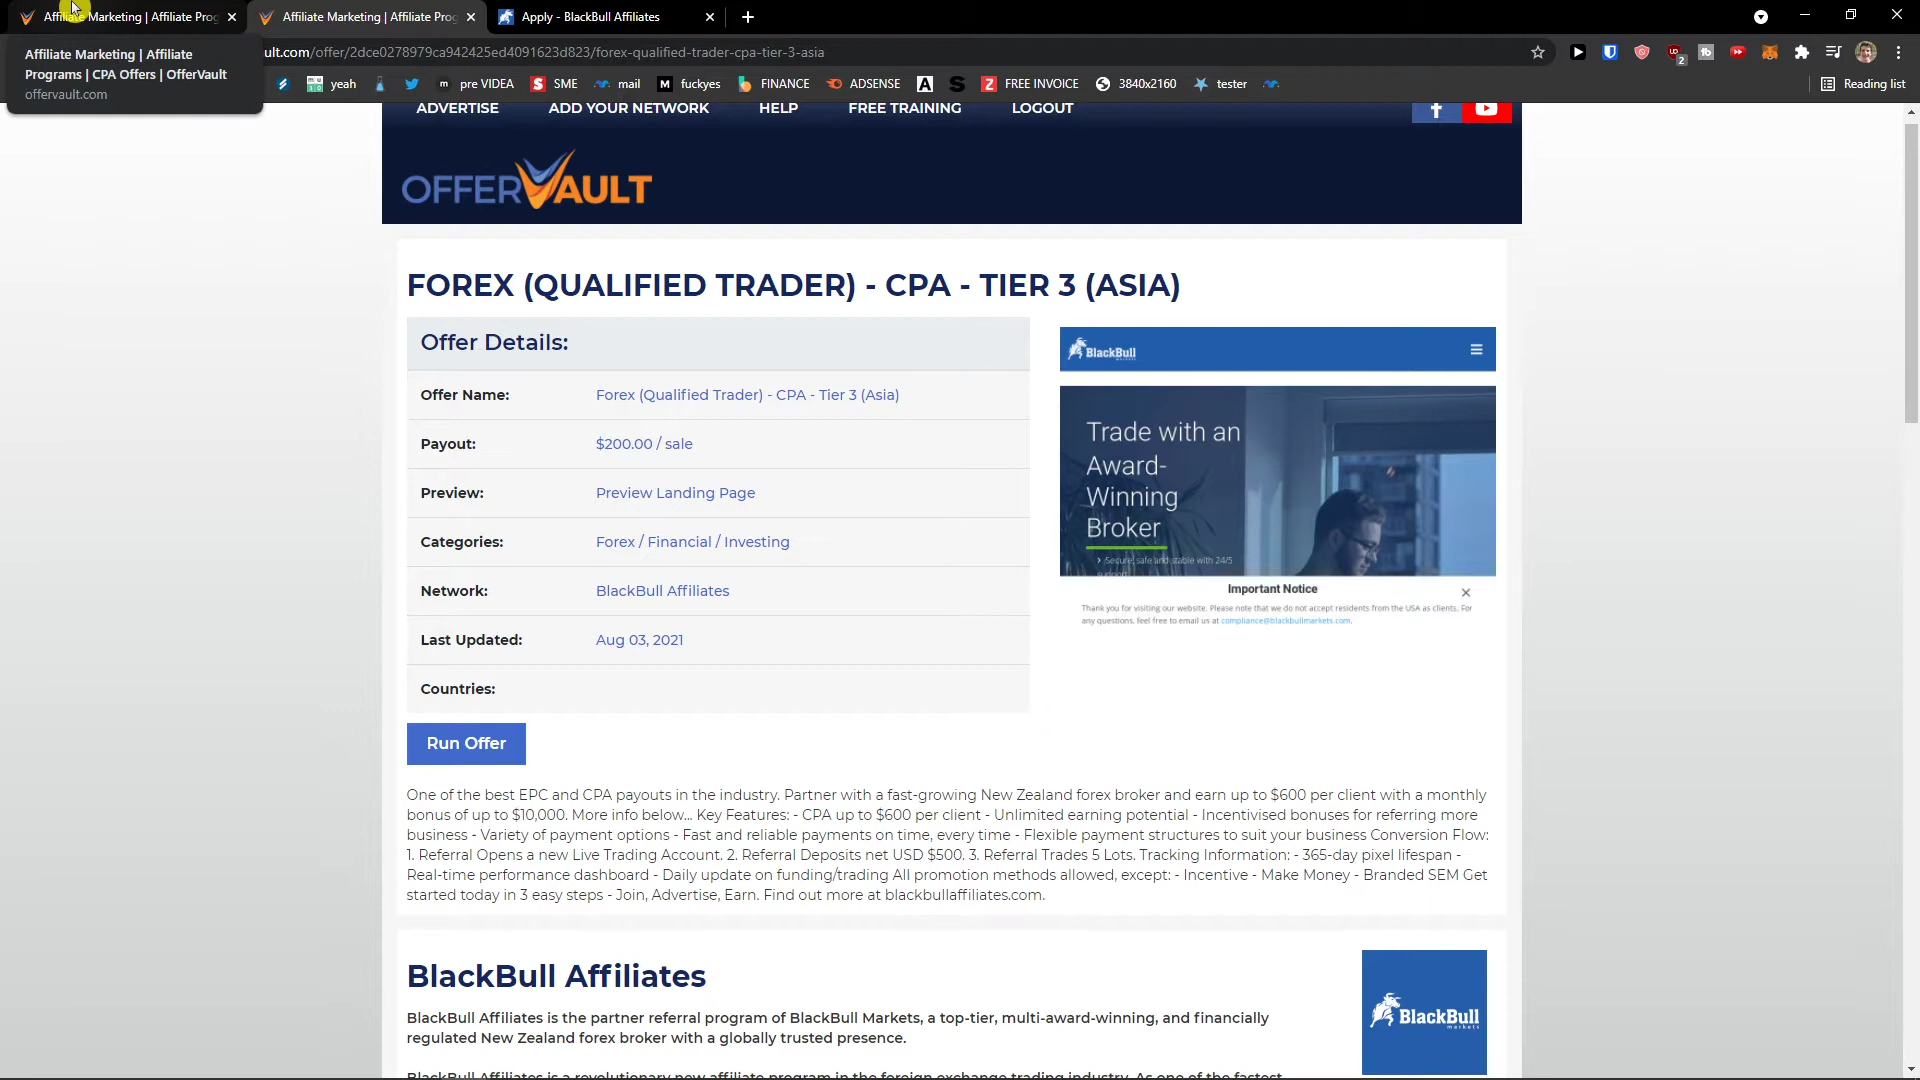 Affiliate Marketing | Affiliate Prog
Affiliate Marketing | Affiliate Prog
Apply - BlackBull Affiliates
Affiliate Marketing | Affiliate
Programs | CPA Offers | OfferVault
offervault.com
ult.com/offer/2dce0278979ca942425ed4091623d823/forex-qualified-trader-cpa-tier-3-asia
yeah
pre VIDEA
SME
mail
fuckyes
FINANCE
ADSENSE
FREE INVOICE
3840x2160
tester
Reading list
ADVERTISE
ADD YOUR NETWORK
HELP
FREE TRAINING
LOGOUT
OFFERVAULT
FOREX (QUALIFIED TRADER) - CPA - TIER 3 (ASIA)
Offer Details:
Offer Name: Forex (Qualified Trader) - CPA - Tier 3 (Asia)
Payout: $200.00 / sale
Preview: Preview Landing Page
Categories: Forex / Financial / Investing
Network: BlackBull Affiliates
Last Updated: Aug 03, 2021
Countries:
Run Offer
BlackBull
Trade with an
Award-
Winning
Broker
Secure, safe and stable with 24/5
support
Important Notice
Thank you for visiting our website. Please note that we do not accept residents from the USA as clients. For
any questions, feel free to email us at compliance@blackbullmarkets.com.
One of the best EPC and CPA payouts in the industry. Partner with a fast-growing New Zealand forex broker and earn up to $600 per client with a monthly
bonus of up to $10,000. More info below... Key Features: - CPA up to $600 per client - Unlimited earning potential - Incentivised bonuses for referring more
business - Variety of payment options - Fast and reliable payments on time, every time - Flexible payment structures to suit your business Conversion Flow:
1. Referral Opens a new Live Trading Account. 2. Referral Deposits net USD $500. 3. Referral Trades 5 Lots. Tracking Information: - 365-day pixel lifespan -
Real-time performance dashboard - Daily update on funding/trading All promotion methods allowed, except: - Incentive - Make Money - Branded SEM Get
started today in 3 easy steps - Join, Advertise, Earn. Find out more at blackbullaffiliates.com.
BlackBull Affiliates
BlackBull Affiliates is the partner referral program of BlackBull Markets, a top-tier, multi-award-winning, and financially
regulated New Zealand forex broker with a globally trusted presence.
BlackBull Affiliates is a revolutionary new affiliate program in the foreign exchange trading industry. As one of the fastest
BlackBull
markets